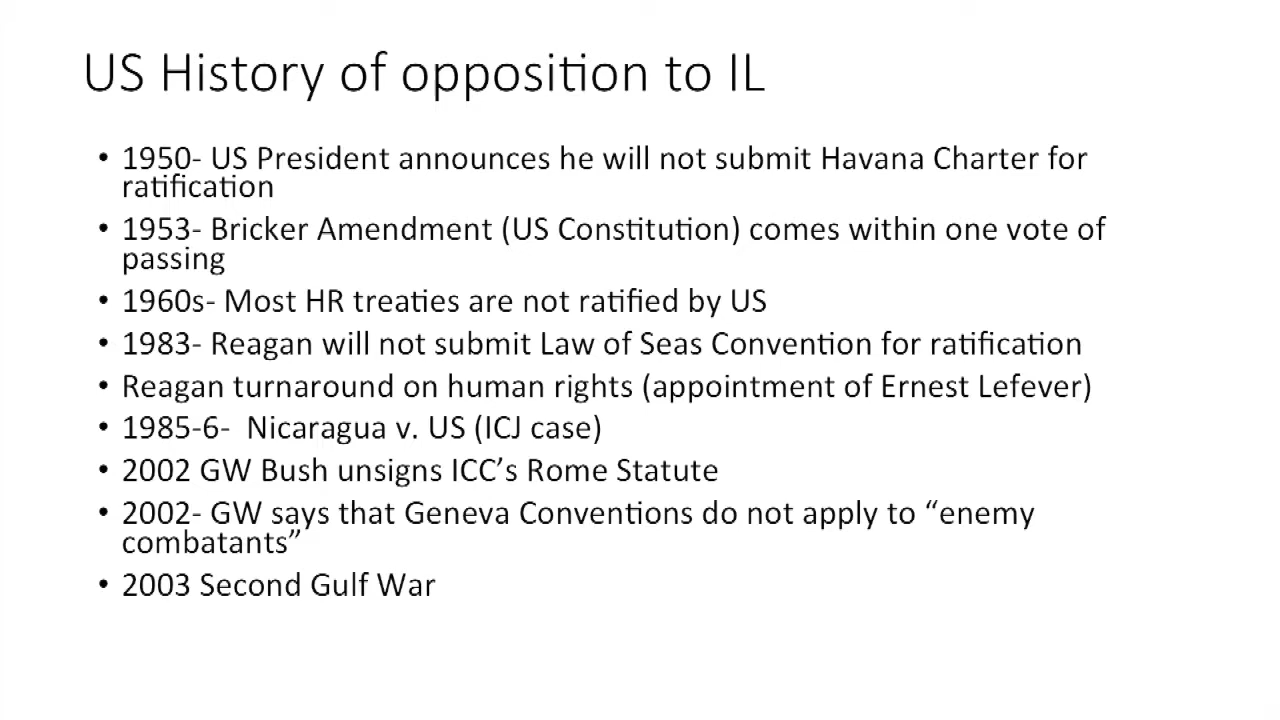 US History of opposition to IL
• 1950- US President announces he will not submit Havana Charter for
ratification
• 1953- Bricker Amendment (US Constitution) comes within one vote of
passing
• 1960s- Most HR treaties are not ratified by US
• 1983- Reagan will not submit Law of Seas Convention for ratification
• Reagan turnaround on human rights (appointment of Ernest Lefever)
• 1985-6-  Nicaragua v. US (ICJ case)
• 2002 GW Bush unsigns ICC’s Rome Statute
• 2002- GW says that Geneva Conventions do not apply to “enemy
combatants”
• 2003 Second Gulf War